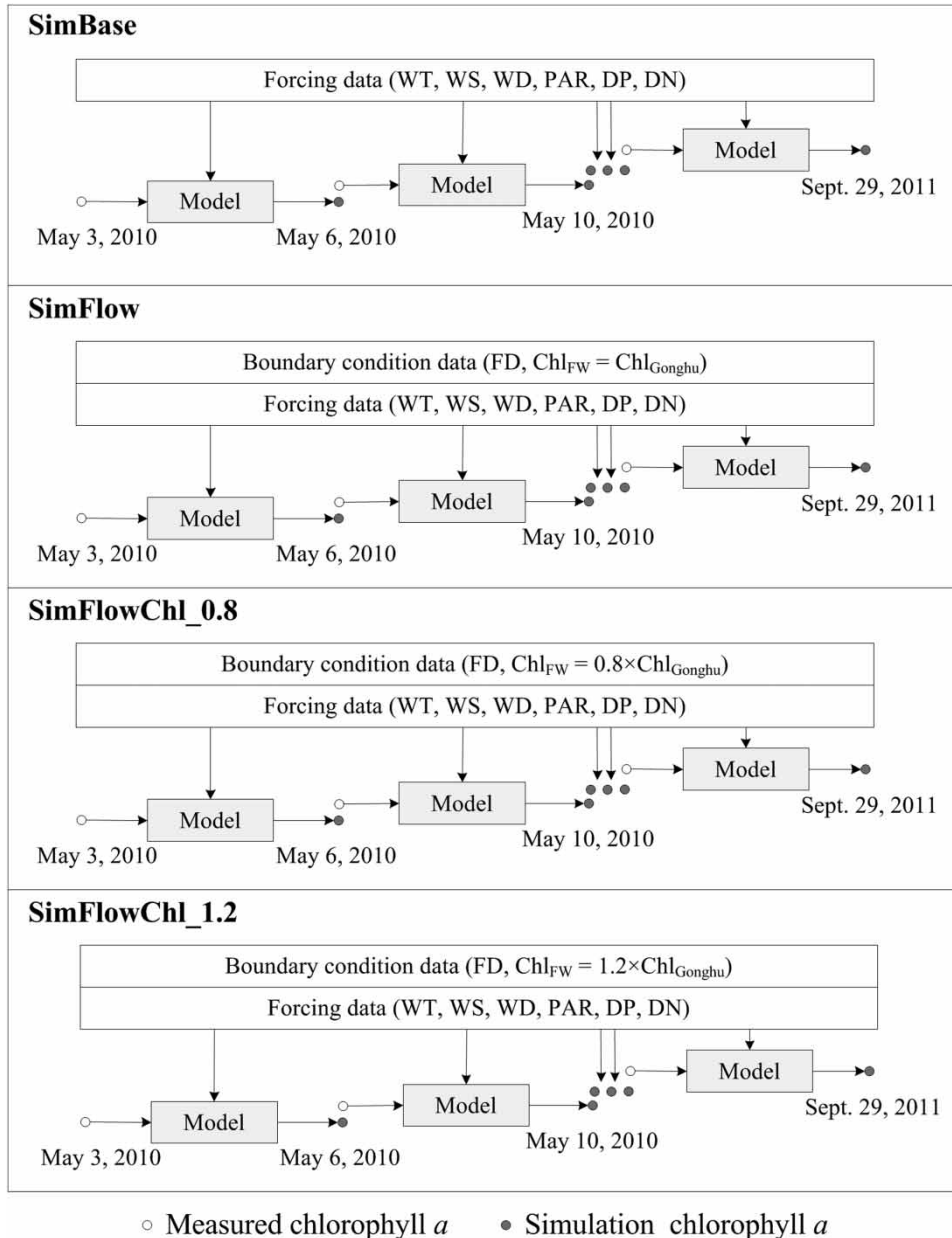 SimBase
Forcing data (WT, WS, WD, PAR, DP, DN)
Model
Model
Model
May 3, 2010
May 6, 2010
May 10, 2010
Sept. 29, 2011
SimFlow
Boundary condition data (FD, ChlFW = ChlGonghu)
Forcing data (WT, WS, WD, PAR, DP, DN)
Model
Model
Model
May 3, 2010
May 6, 2010
May 10, 2010
Sept. 29, 2011
SimFlowChl_0.8
Boundary condition data (FD, ChlFW = 0.8×ChlGonghu)
Forcing data (WT, WS, WD, PAR, DP, DN)
Model
Model
Model
May 3, 2010
May 6, 2010
May 10, 2010
Sept. 29, 2011
SimFlowChl_1.2
Boundary condition data (FD, ChlFW = 1.2×ChlGonghu)
Forcing data (WT, WS, WD, PAR, DP, DN)
Model
Model
Model
May 3, 2010
May 6, 2010
May 10, 2010
Sept. 29, 2011
Measured chlorophyll a
Simulation chlorophyll a